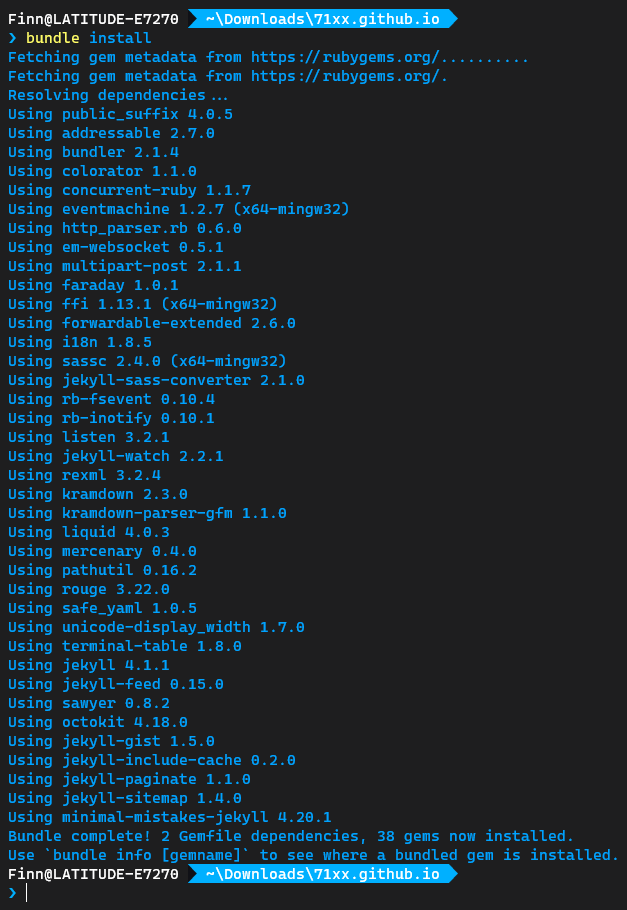 Finn@LATITUDE-E7270 ~\Downloads\71xx.github.io
❯ bundle install
Fetching gem metadata from https://rubygems.org/..........
Fetching gem metadata from https://rubygems.org/.
Resolving dependencies...
Using public_suffix 4.0.5
Using addressable 2.7.0
Using bundler 2.1.4
Using colorator 1.1.0
Using concurrent-ruby 1.1.7
Using eventmachine 1.2.7 (x64-mingw32)
Using http_parser.rb 0.6.0
Using em-websocket 0.5.1
Using multipart-post 2.1.1
Using faraday 1.0.1
Using ffi 1.13.1 (x64-mingw32)
Using forwardable-extended 2.6.0
Using i18n 1.8.5
Using sassc 2.4.0 (x64-mingw32)
Using jekyll-sass-converter 2.1.0
Using rb-fsevent 0.10.4
Using rb-inotify 0.10.1
Using listen 3.2.1
Using jekyll-watch 2.2.1
Using rexml 3.2.4
Using kramdown 2.3.0
Using kramdown-parser-gfm 1.1.0
Using liquid 4.0.3
Using mercenary 0.4.0
Using pathutil 0.16.2
Using rouge 3.22.0
Using safe_yaml 1.0.5
Using unicode-display_width 1.7.0
Using terminal-table 1.8.0
Using jekyll 4.1.1
Using jekyll-feed 0.15.0
Using sawyer 0.8.2
Using octokit 4.18.0
Using jekyll-gist 1.5.0
Using jekyll-include-cache 0.2.0
Using jekyll-paginate 1.1.0
Using jekyll-sitemap 1.4.0
Using minimal-mistakes-jekyll 4.20.1
Bundle complete! 2 Gemfile dependencies, 38 gems now installed.
Use `bundle info [gemname]` to see where a bundled gem is installed.
Finn@LATITUDE-E7270 ~\Downloads\71xx.github.io
❯